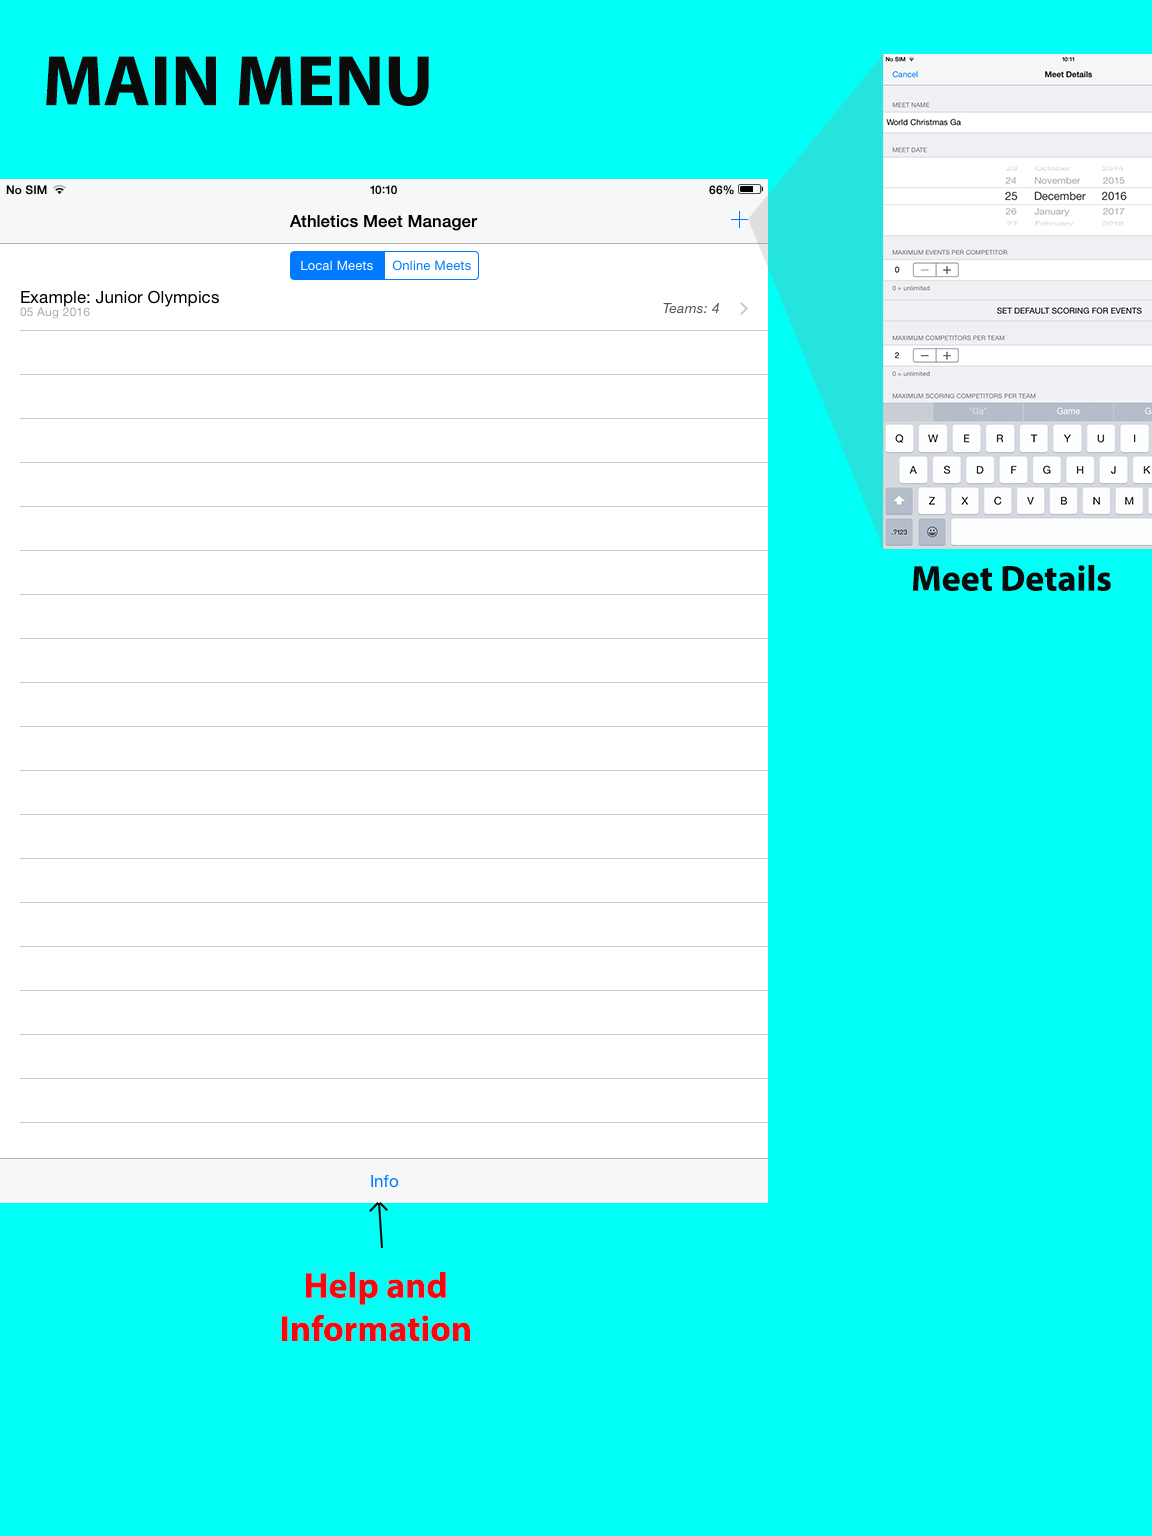 MAIN MENU
No SIM 10:10 66%
Athletics Meet Manager
Local Meets Online Meets
Example: Junior Olympics
05 Aug 2016
Teams: 4
Info
Help and
Information
No SIM 10:11
Cancel Meet Details
MEET NAME
World Christmas Ga
MEET DATE
23 October 2014
24 November 2015
25 December 2016
26 January 2017
27 February 2018
MAXIMUM EVENTS PER COMPETITOR
0
0 = unlimited
SET DEFAULT SCORING FOR EVENTS
MAXIMUM COMPETITORS PER TEAM
2
0 = unlimited
MAXIMUM SCORING COMPETITORS PER TEAM
"Ga" Game
Q W E R T Y U I
A S D F G H J K
Z X C V B N M
.?123
Meet Details